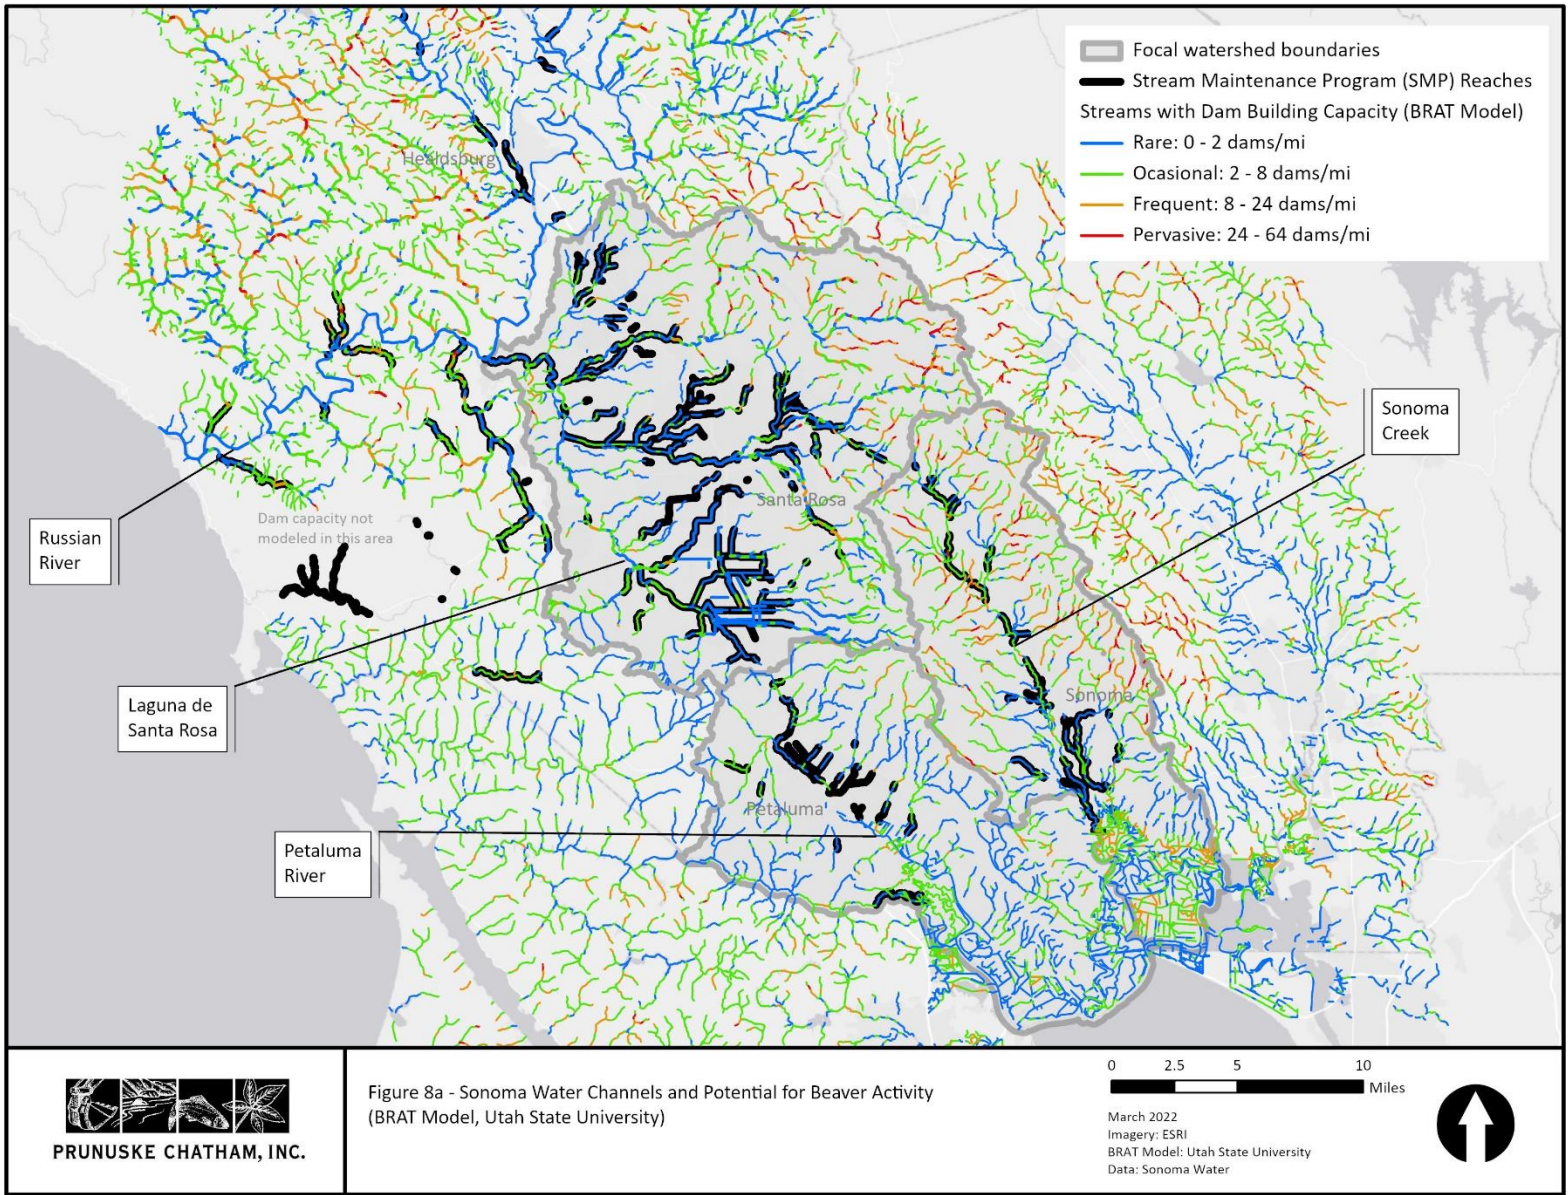 Focal watershed boundaries
Stream Maintenance Program (SMP) Reaches
Streams with Dam Building Capacity (BRAT Model)
Rare: 0 - 2 dams/mi
Ocasional: 2 - 8 dams/mi
Frequent: 8 - 24 dams/mi
Pervasive: 24 - 64 dams/mi
Healdsburg
Sonoma
Creek
Santa Rosa
Dam capacity not
modeled in this area
Russian
River
Laguna de
Santa Rosa
Sonoma
Petaluma
Petaluma
River
PRUNUSKE CHATHAM, INC.
Figure 8a - Sonoma Water Channels and Potential for Beaver Activity
(BRAT Model, Utah State University)
0 2.5 5 10
Miles
March 2022
Imagery: ESRI
BRAT Model: Utah State University
Data: Sonoma Water